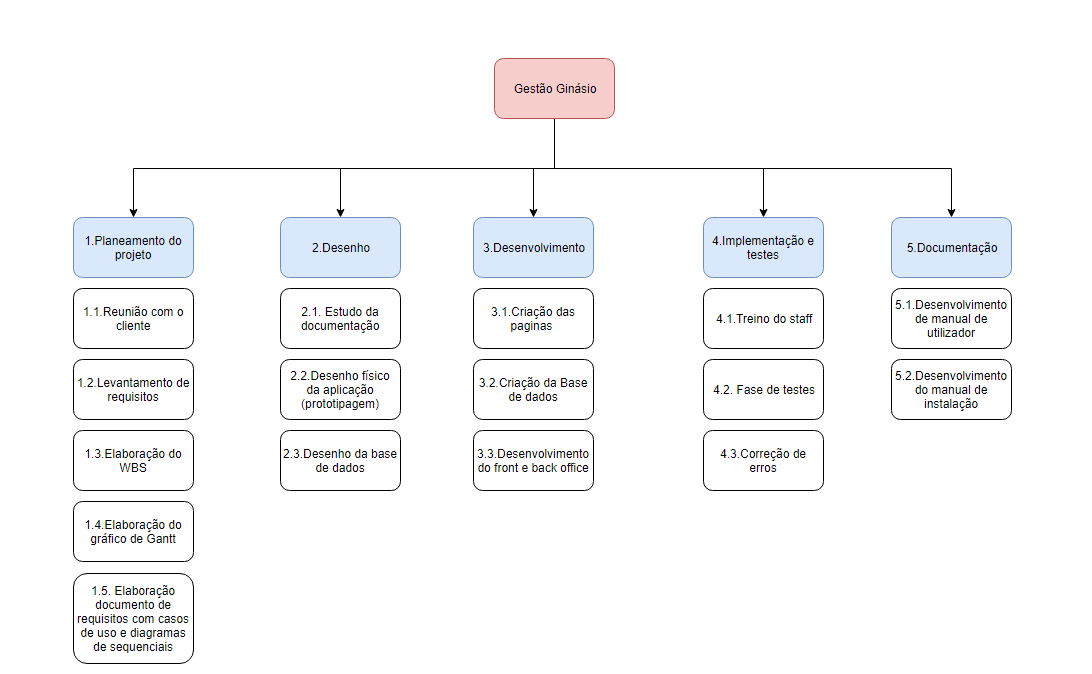 Gestão Ginásio
1.Planeamento do
projeto
2.Desenho
3.Desenvolvimento
4.Implementação e
testes
5.Documentação
1.1.Reunião com o
cliente
1.2.Levantamento de
requisitos
1.3.Elaboração do
WBS
1.4.Elaboração do
gráfico de Gantt
1.5. Elaboração
documento de
requisitos com casos
de uso e diagramas
de sequenciais
2.1. Estudo da
documentação
2.2.Desenho físico
da aplicação
(prototipagem)
2.3.Desenho da base
de dados
3.1.Criação das
paginas
3.2.Criação da Base
de dados
3.3.Desenvolvimento
do front e back office
4.1.Treino do staff
4.2. Fase de testes
4.3.Correção de
erros
5.1.Desenvolvimento
de manual de
utilizador
5.2.Desenvolvimento
do manual de
instalação